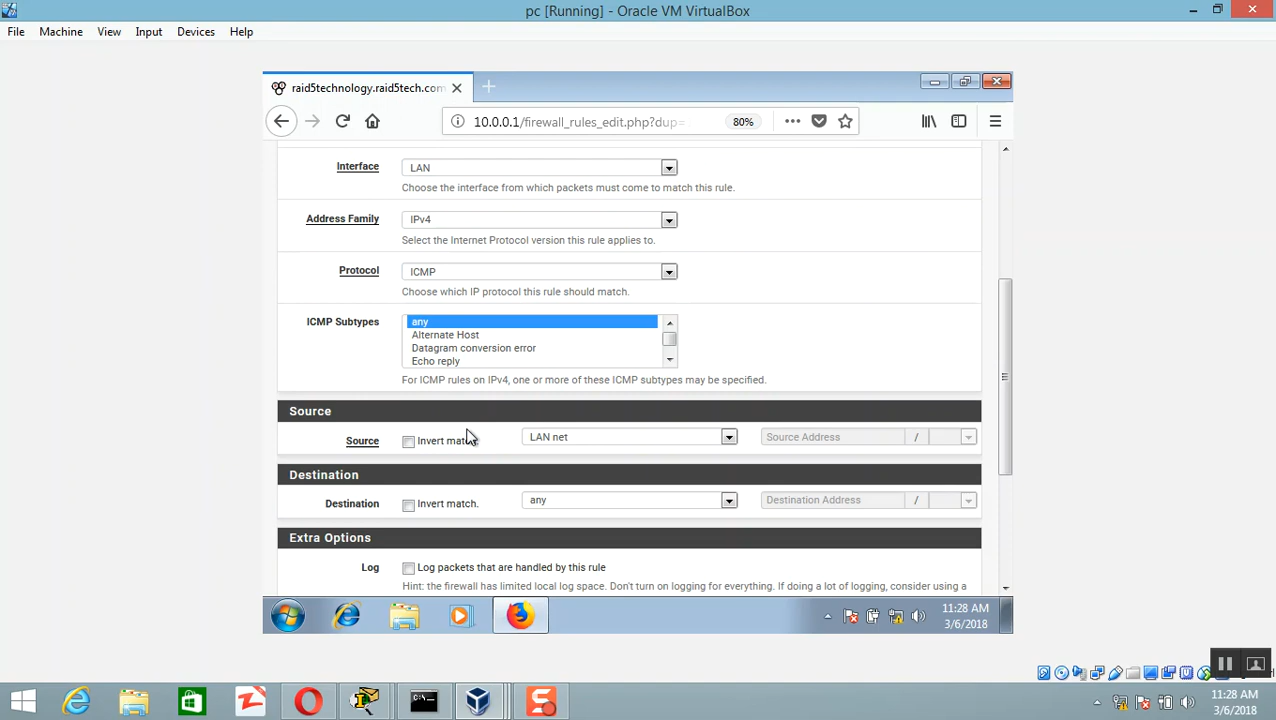 pc [Running] - Oracle VM VirtualBox
File Machine View Input Devices Help
raid5technology.raid5tech.com
10.0.0.1/firewall_rules_edit.php?dup=
80%
Interface LAN
Choose the interface from which packets must come to match this rule.
Address Family IPv4
Select the Internet Protocol version this rule applies to.
Protocol ICMP
Choose which IP protocol this rule should match.
ICMP Subtypes any
Alternate Host
Datagram conversion error
Echo reply
For ICMP rules on IPv4, one or more of these ICMP subtypes may be specified.
Source
Source Invert match. LAN net Source Address /
Destination
Destination Invert match. any Destination Address /
Extra Options
Log Log packets that are handled by this rule
Hint: the firewall has limited local log space. Don't turn on logging for everything. If doing a lot of logging, consider using a
11:28 AM
3/6/2018
11:28 AM
3/6/2018